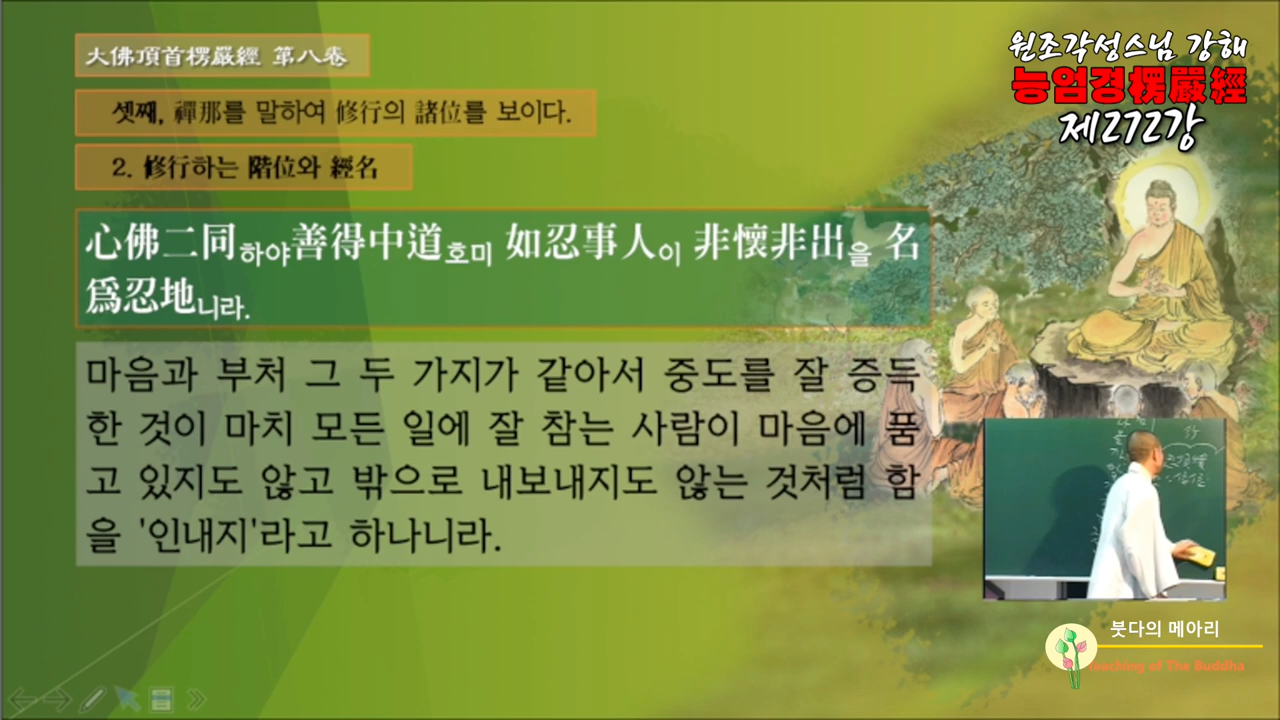 大佛頂首楞嚴經 第八卷
셋째, 禪那를 말하여 修行의 諸位를 보이다.
2. 修行하는 階位와 經名
心佛二同하야善得中道호미 如忍事人이 非懷非出을 名
爲忍地니라.
마음과 부처 그 두 가지가 같아서 중도를 잘 증득
한 것이 마치 모든 일에 잘 참는 사람이 마음에 품
고 있지도 않고 밖으로 내보내지도 않는 것처럼 함
을 '인내지'라고 하나니라.
원조각성스님 강해
능엄경楞嚴經
제272강
붓다의 메아리
Teaching of The Buddha